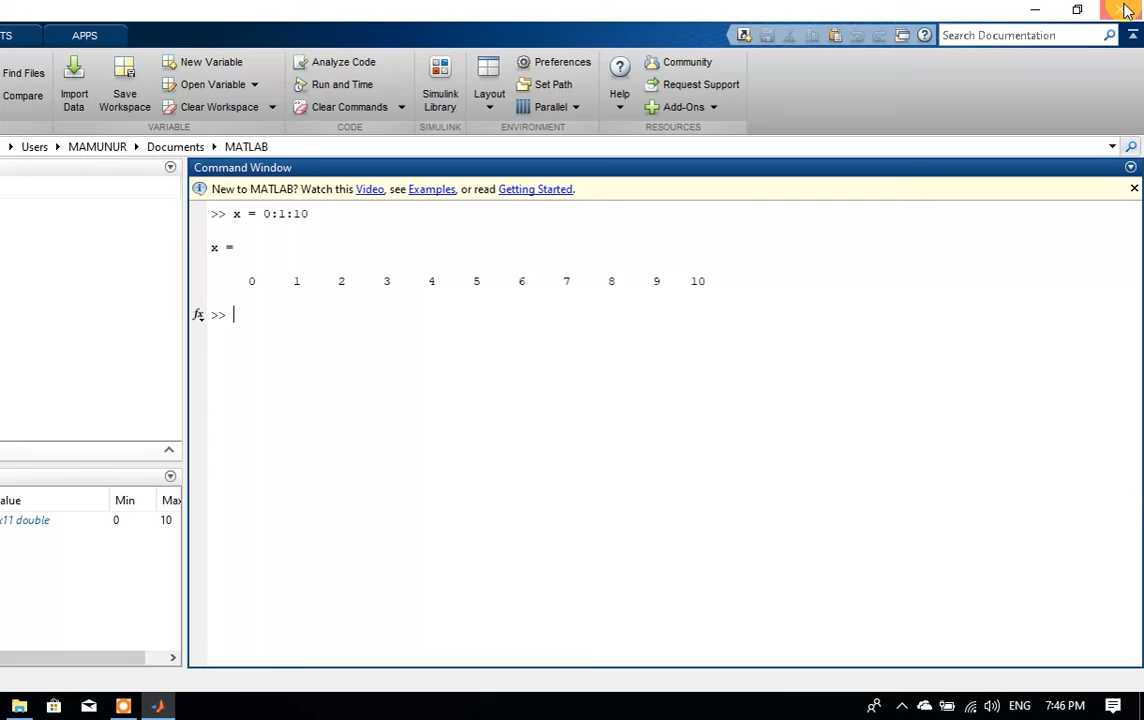 TS APPS Search Documentation
Find Files
Compare
Import Data
Save Workspace
New Variable
Open Variable
Clear Workspace
VARIABLE
Analyze Code
Run and Time
Clear Commands
CODE
Simulink Library
SIMULINK
Layout
Preferences
Set Path
Parallel
ENVIRONMENT
Help
Community
Request Support
Add-Ons
RESOURCES
Users MAMUNUR Documents MATLAB
Command Window
New to MATLAB? Watch this Video, see Examples, or read Getting Started.
>> x = 0:1:10
x =
0 1 2 3 4 5 6 7 8 9 10
fx >>
alue Min Max
x11 double 0 10
ENG 7:46 PM